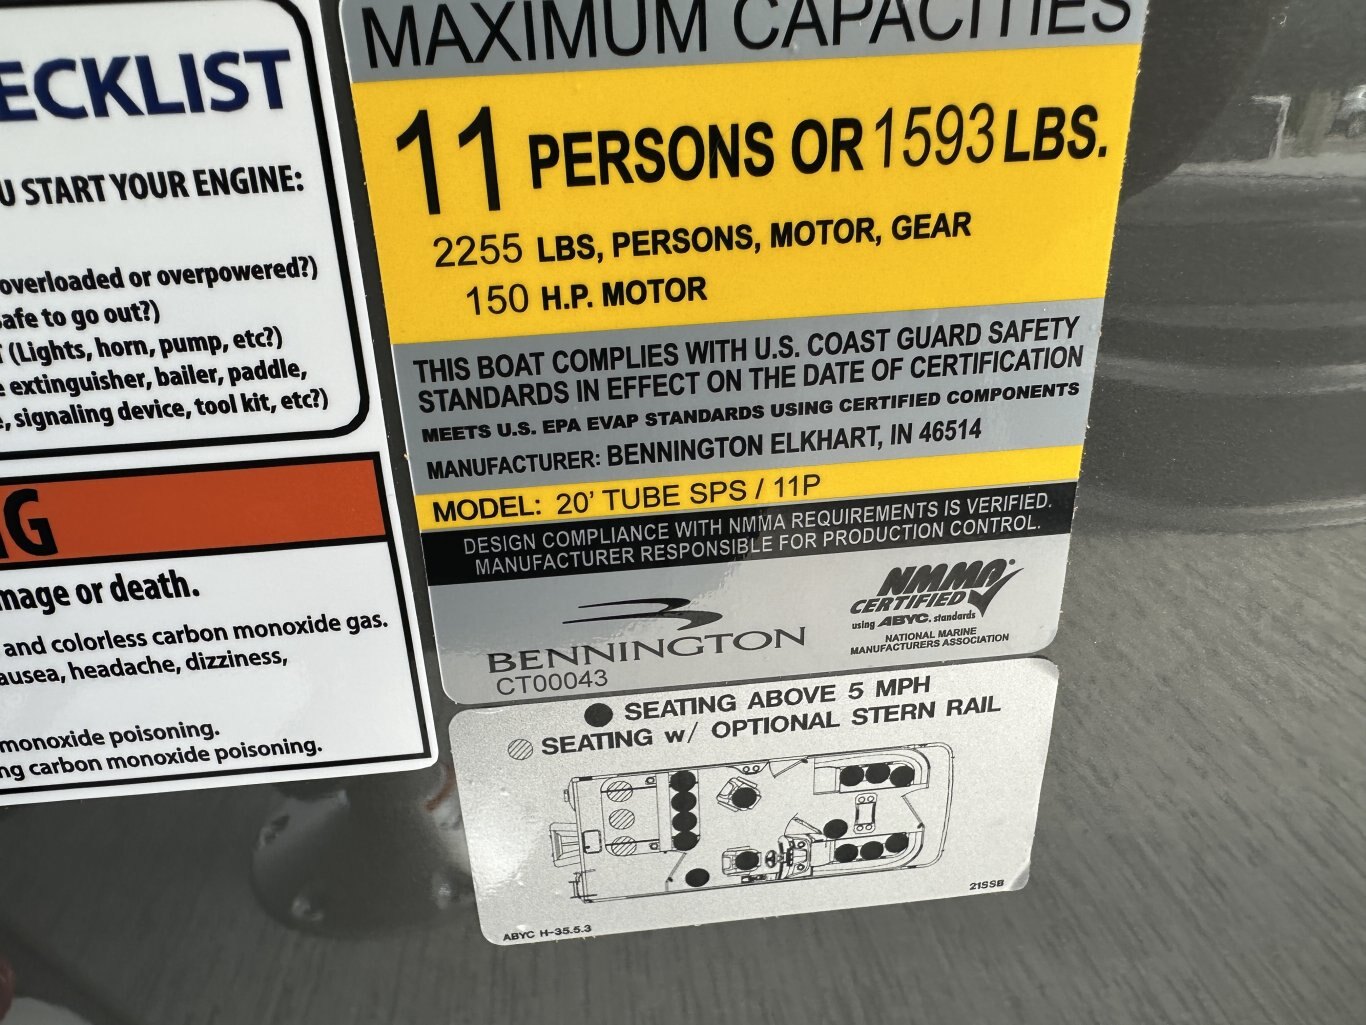 ECKLIST
U START YOUR ENGINE:
overloaded or overpowered?)
afe to go out?)
(Lights, horn, pump, etc?)
extinguisher, bailer, paddle,
, signaling device, tool kit, etc?)
G
mage or death.
and colorless carbon monoxide gas.
ausea, headache, dizziness,
monoxide poisoning.
ng carbon monoxide poisoning.
MAXIMUM CAPACITIES
11 PERSONS OR 1593 LBS.
2255 LBS, PERSONS, MOTOR, GEAR
150 H.P. MOTOR
THIS BOAT COMPLIES WITH U.S. COAST GUARD SAFETY
STANDARDS IN EFFECT ON THE DATE OF CERTIFICATION
MEETS U.S. EPA EVAP STANDARDS USING CERTIFIED COMPONENTS
MANUFACTURER: BENNINGTON ELKHART, IN 46514
MODEL: 20' TUBE SPS / 11P
DESIGN COMPLIANCE WITH NMMA REQUIREMENTS IS VERIFIED.
MANUFACTURER RESPONSIBLE FOR PRODUCTION CONTROL.
BENNINGTON
CT00043
NMMA
CERTIFIED
using ABYC. standards
NATIONAL MARINE
MANUFACTURERS ASSOCIATION
SEATING ABOVE 5 MPH
SEATING w/ OPTIONAL STERN RAIL
21SSB
ABYC H-35.5.3